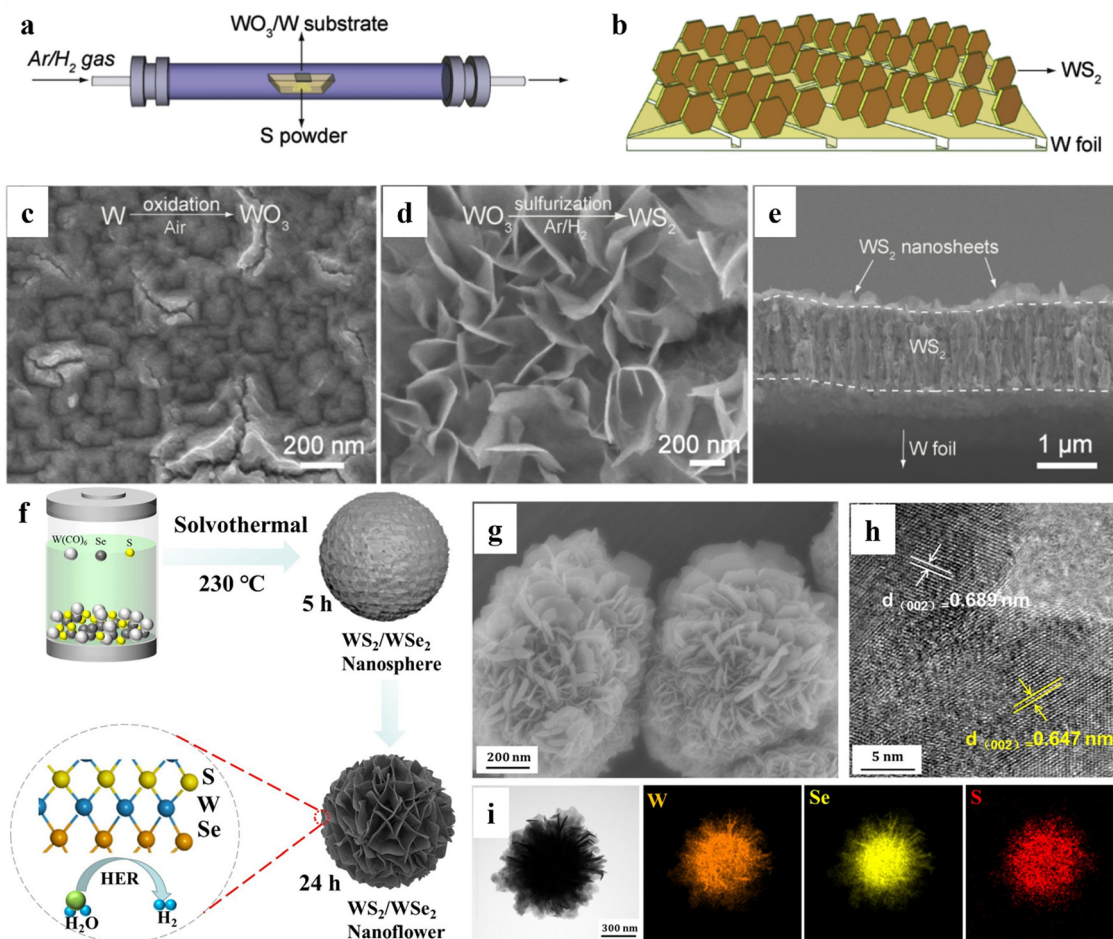 a
WO₃/W substrate
Ar/H₂ gas
S powder
b
WS₂
W foil
c
W oxidation Air WO₃
200 nm
d
WO₃ sulfurization Ar/H₂ WS₂
200 nm
e
WS₂ nanosheets
WS₂
W foil
1 μm
f
W(CO)₆ Se S
Solvothermal
230 °C
5 h
WS₂/WSe₂
Nanosphere
S
W
Se
HER
H₂O
H₂
24 h
WS₂/WSe₂
Nanoflower
g
200 nm
h
d (002)=0.689 nm
d (002)=0.647 nm
5 nm
i
300 nm
W
Se
S